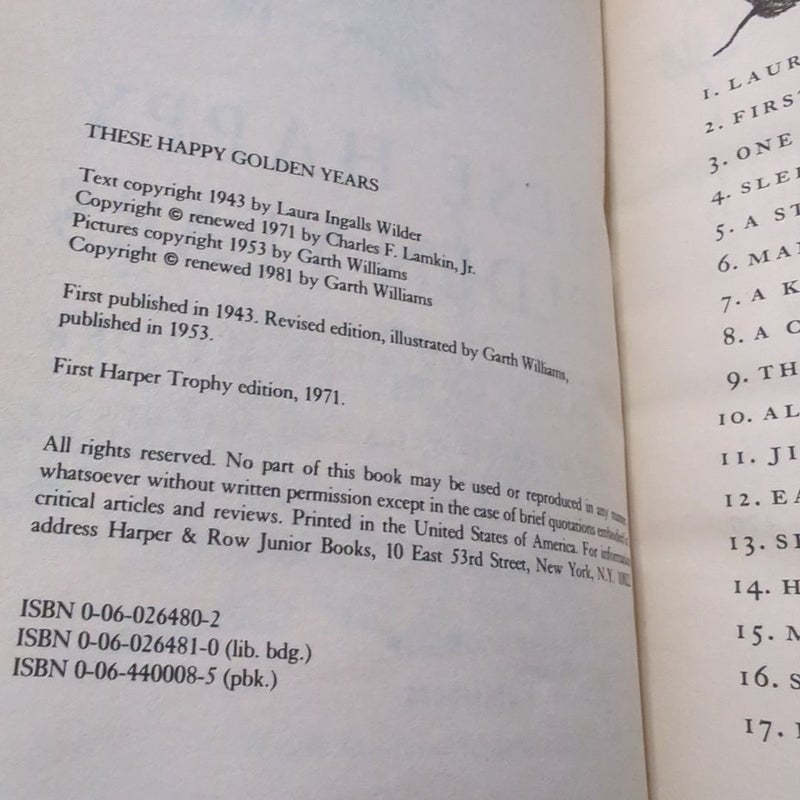 THESE HAPPY GOLDEN YEARS
Text copyright 1943 by Laura Ingalls Wilder
Copyright © renewed 1971 by Charles F. Lamkin, Jr.
Pictures copyright 1953 by Garth Williams
Copyright © renewed 1981 by Garth Williams
First published in 1943. Revised edition, illustrated by Garth Williams,
published in 1953.
First Harper Trophy edition, 1971.
All rights reserved. No part of this book may be used or reproduced in any
whatsoever without written permission except in the case of brief quotations embodied
critical articles and reviews. Printed in the United States of America. For information
address Harper & Row Junior Books, 10 East 53rd Street, New York, N.Y.
ISBN 0-06-026480-2
ISBN 0-06-026481-0 (lib. bdg.)
ISBN 0-06-440008-5 (pbk.)
1. LAUR
2. FIRST
3. ONE
4. SLE
5. A ST
6. MA
7. A K
8. A C
9. TH
10. AL
11. JI
12. EA
13. S
14. H
15. M
16. S
17.